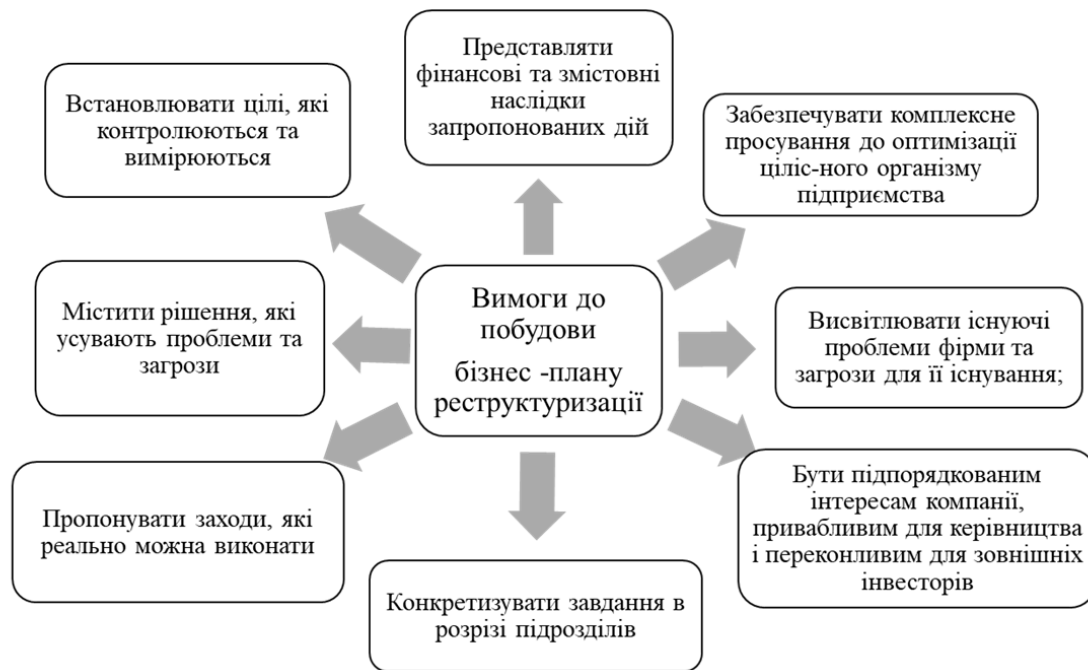 Представляти
фінансові та змістовні
наслідки
запропонованих дій
Встановлювати цілі, які
контролюються та
вимірюються
Забезпечувати комплексне
просування до оптимізації
ціліс-ного організму
підприємства
Вимоги до
побудови
бізнес -плану
реструктуризації
Містити рішення, які
усувають проблеми та
загрози
Висвітлювати існуючі
проблеми фірми та
загрози для її існування;
Пропонувати заходи, які
реально можна виконати
Бути підпорядкованим
інтересам компанії,
привабливим для керівництва
і переконливим для зовнішніх
інвесторів
Конкретизувати завдання в
розрізі підрозділів